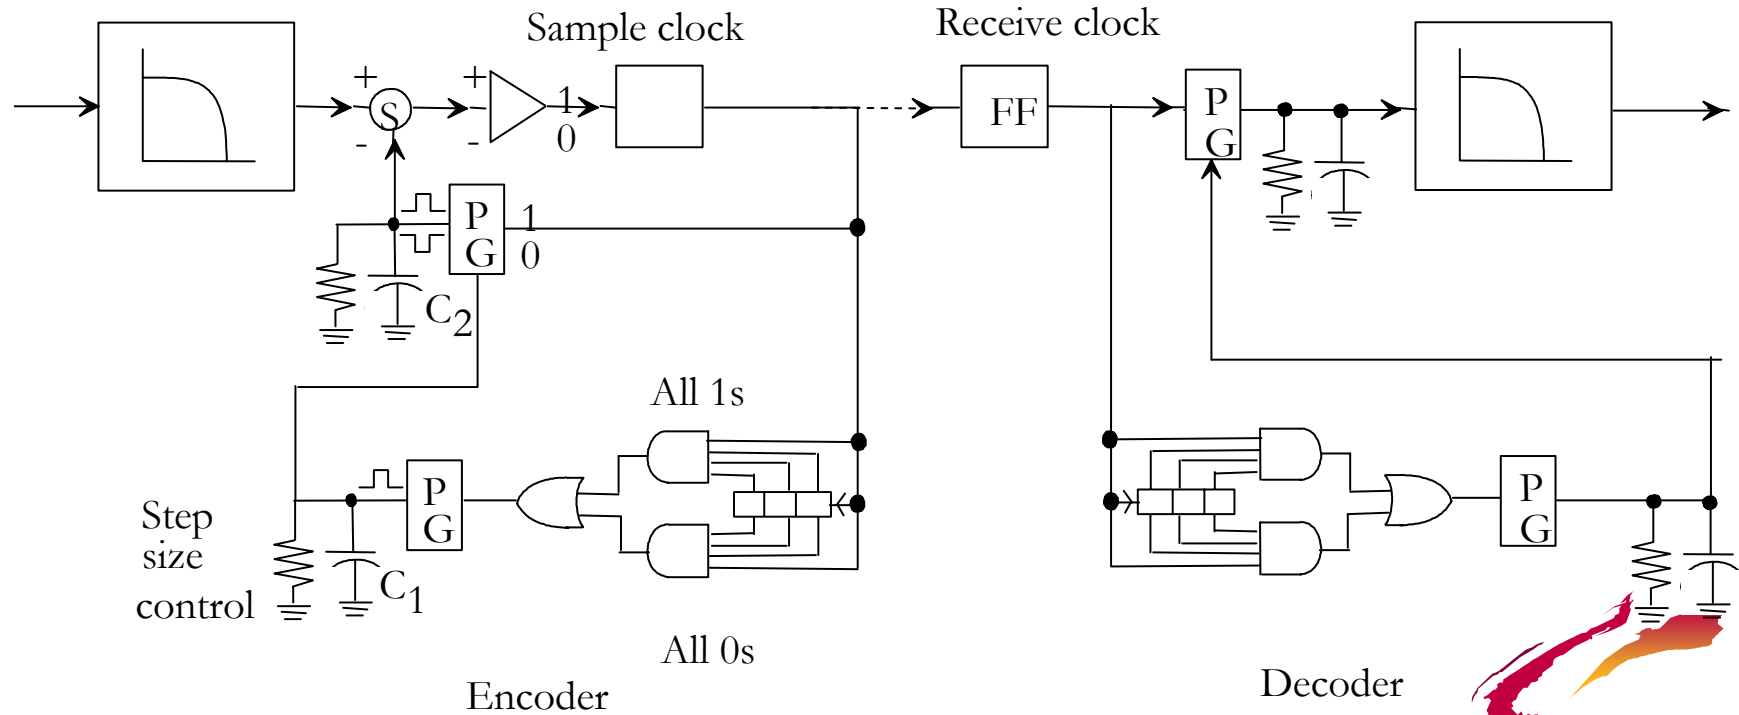 Sample clock
Receive clock
+
+
S
-
-
1
0
FF
P
G
P
G
1
0
C2
All 1s
P
G
P
G
Step
size
control
C1
All 0s
Encoder
Decoder